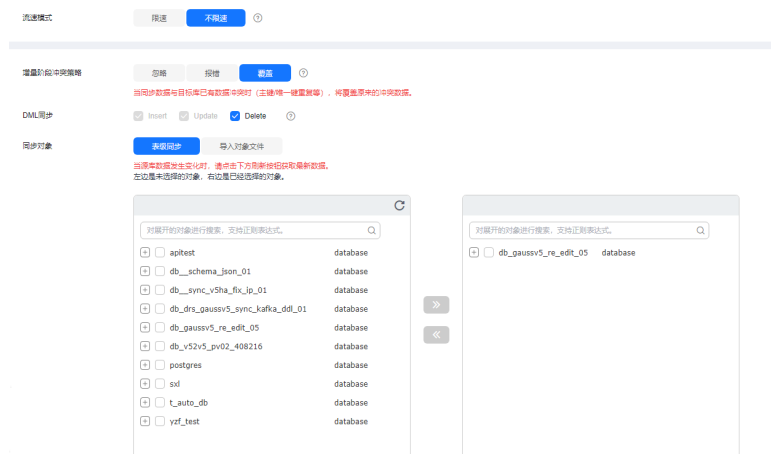 流速模式 限速 不限速
增量阶段冲突策略 忽略 报错 覆盖
当同步数据与目标库已有数据冲突时（主键/唯一键重复等），将覆盖原来的冲突数据。
DML同步 Insert Update Delete
同步对象 表级同步 导入对象文件
当源库数据发生变化时，请点击下方刷新按钮获取最新数据。
左边是未选择的对象，右边是已经选择的对象。
对展开的对象进行搜索，支持正则表达式。 对展开的对象进行搜索，支持正则表达式。
apitest database db_gaussv5_re_edit_05 database
db__schema_json_01 database
db__sync_v5ha_fix_ip_01 database
db_drs_gaussv5_sync_kafka_ddl_01 database
db_gaussv5_re_edit_05 database
db_v52v5_pv02_408216 database
postgres database
sxl database
t_auto_db database
yzf_test database